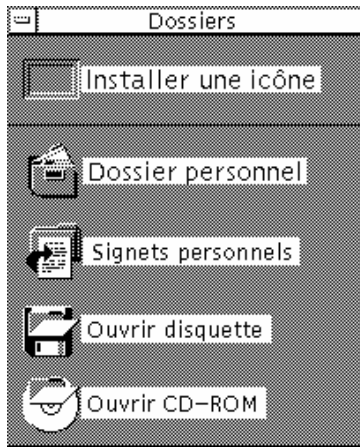 Dossiers
Installer une icône
Dossier personnel
Signets personnels
Ouvrir disquette
Ouvrir CD-ROM